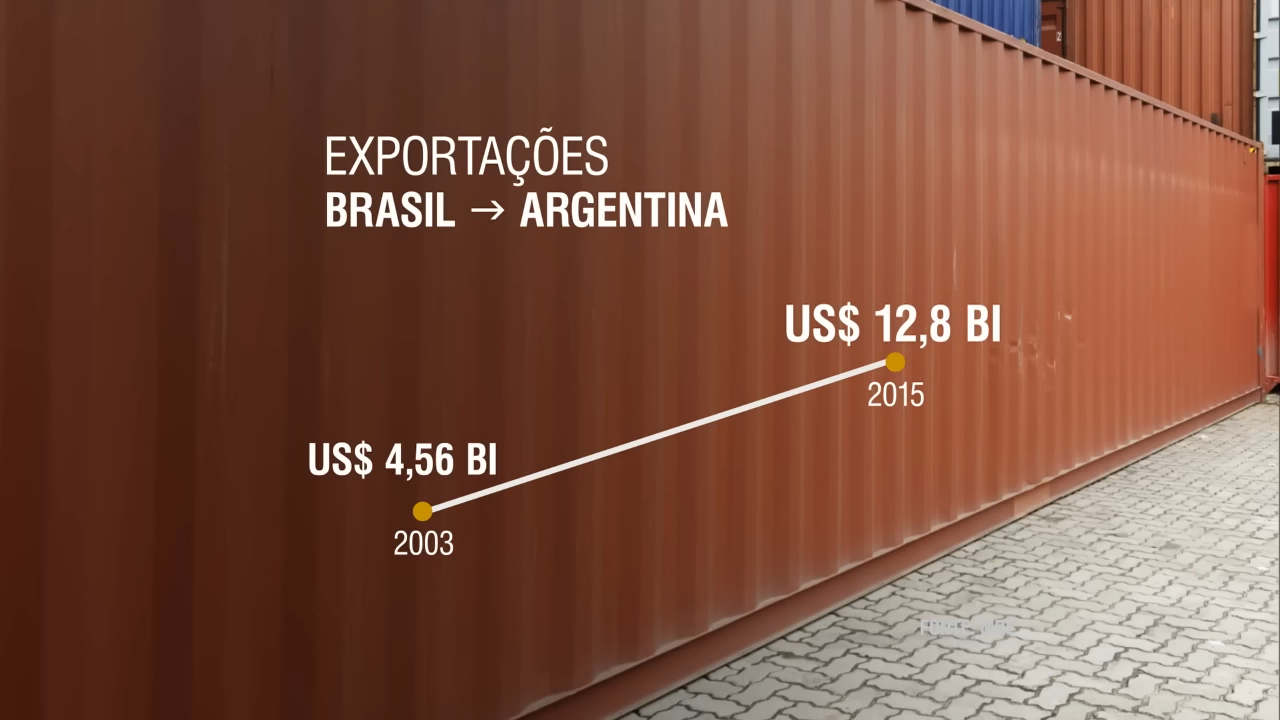 EXPORTAÇÕES
BRASIL → ARGENTINA
US$ 12,8 BI
2015
US$ 4,56 BI
2003